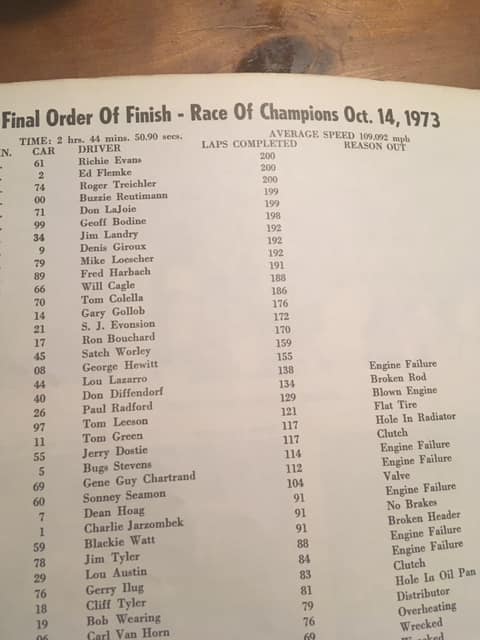 Final Order Of Finish - Race Of Champions Oct. 14, 1973
TIME: 2 hrs. 44 mins. 50.90 secs. AVERAGE SPEED 109.092 mph
N. CAR DRIVER LAPS COMPLETED REASON OUT
61 Richie Evans 200
2 Ed Flemke 200
74 Roger Treichler 200
00 Buzzie Reutimann 199
71 Don LaJoie 199
99 Geoff Bodine 198
34 Jim Landry 192
9 Denis Giroux 192
79 Mike Loescher 192
89 Fred Harbach 191
66 Will Cagle 188
70 Tom Colella 186
14 Gary Gollob 176
21 S. J. Evonsion 172
17 Ron Bouchard 170
45 Satch Worley 159
08 George Hewitt 155
44 Lou Lazarro 138 Engine Failure
40 Don Diffendorf 134 Broken Rod
26 Paul Radford 129 Blown Engine
97 Tom Leeson 121 Flat Tire
11 Tom Green 117 Hole In Radiator
55 Jerry Dostie 117 Clutch
5 Bugs Stevens 114 Engine Failure
69 Gene Guy Chartrand 112 Engine Failure
60 Sonney Seamon 104 Valve
7 Dean Hoag 91 Engine Failure
1 Charlie Jarzombek 91 No Brakes
59 Blackie Watt 91 Broken Header
78 Jim Tyler 88 Engine Failure
29 Lou Austin 84 Engine Failure
76 Gerry Ilug 83 Clutch
18 Cliff Tyler 81 Hole In Oil Pan
19 Bob Wearing 79 Distributor
Carl Van Horn 76 Overheating
69 Wrecked